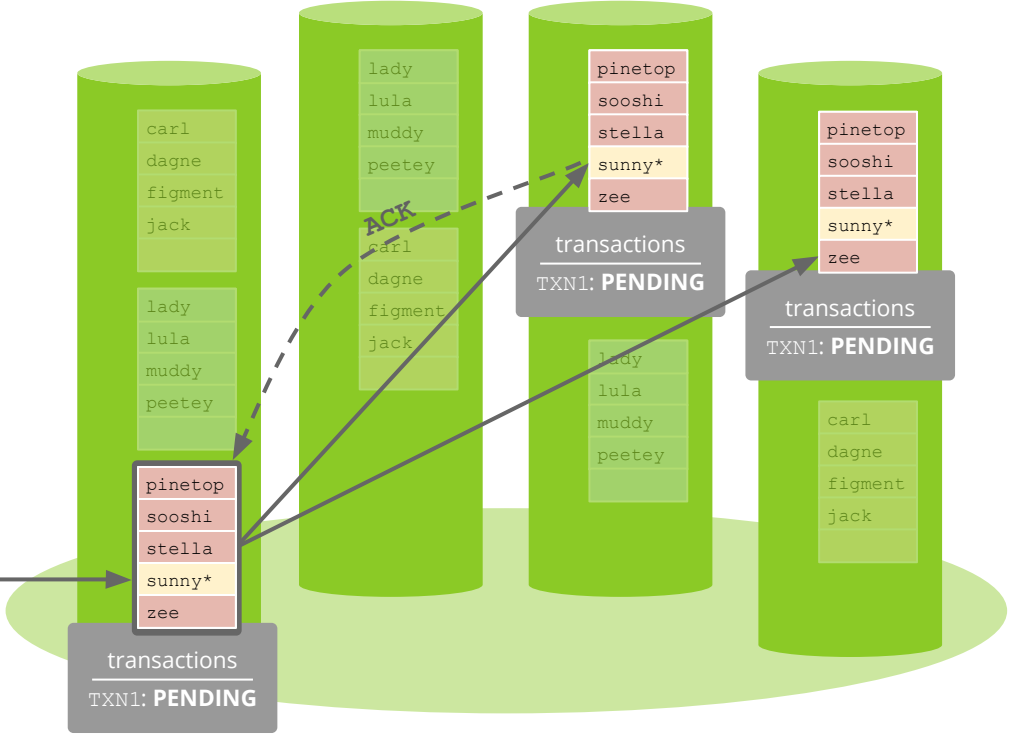 carl
dagne
figment
jack
lady
lula
muddy
peetey
pinetop
sooshi
stella
sunny*
zee
transactions
TXN1: PENDING
lady
lula
muddy
peetey
ACK
carl
dagne
figment
jack
pinetop
sooshi
stella
sunny*
zee
transactions
TXN1: PENDING
lady
lula
muddy
peetey
pinetop
sooshi
stella
sunny*
zee
transactions
TXN1: PENDING
carl
dagne
figment
jack